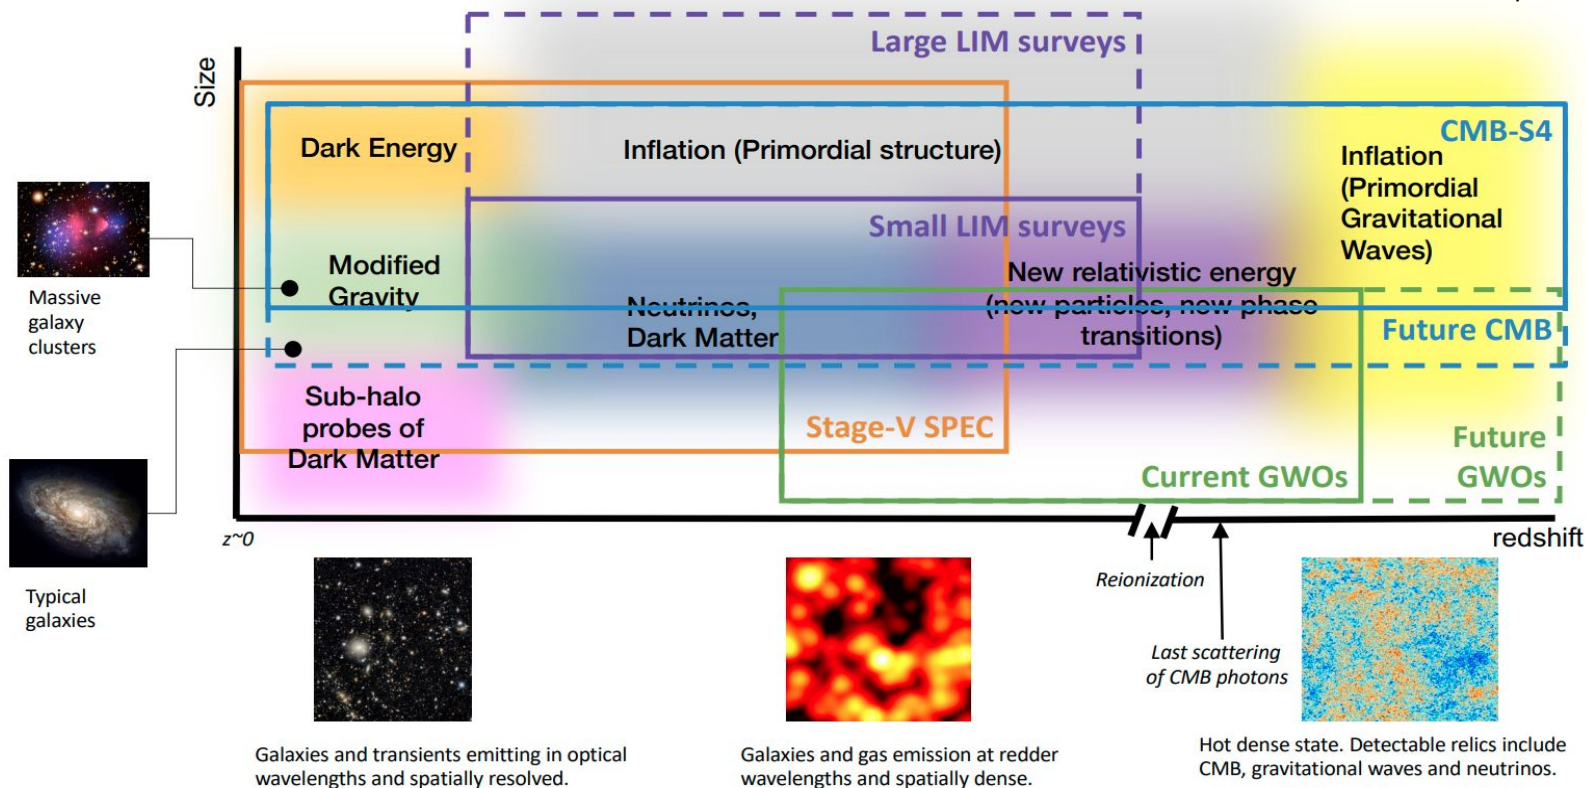 Large LIM surveys
Size
CMB-S4
Dark Energy
Inflation (Primordial structure)
Inflation
(Primordial
Gravitational
Waves)
Small LIM surveys
Modified
Gravity
New relativistic energy
(new particles, new phase
transitions)
Neutrinos,
Dark Matter
Massive
galaxy
clusters
Future CMB
Sub-halo
probes of
Dark Matter
Stage-V SPEC
Future
GWOs
Current GWOs
z~0
redshift
Reionization
Typical
galaxies
Last scattering
of CMB photons
Galaxies and transients emitting in optical
wavelengths and spatially resolved.
Galaxies and gas emission at redder
wavelengths and spatially dense.
Hot dense state. Detectable relics include
CMB, gravitational waves and neutrinos.